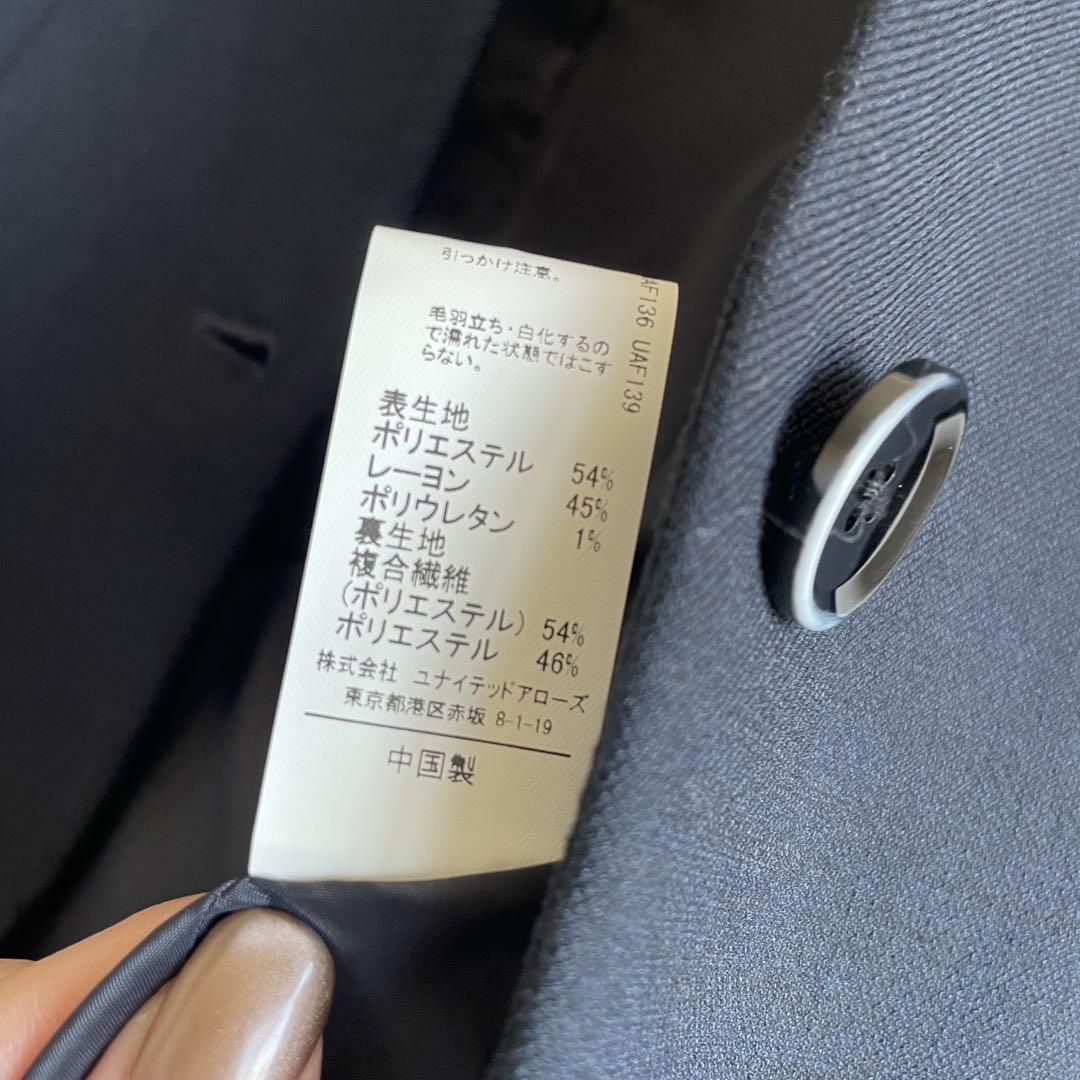 引っかけ注意。
毛羽立ち・白化するの
で濡れた状態ではこす
らない。
表生地
ポリエステル 54%
レーヨン 45%
ポリウレタン 1%
裏生地
複合繊維
(ポリエステル) 54%
ポリエステル 46%
株式会社 ユナイテッドアローズ
東京都港区赤坂 8-1-19
中国製
AF136 UAF139